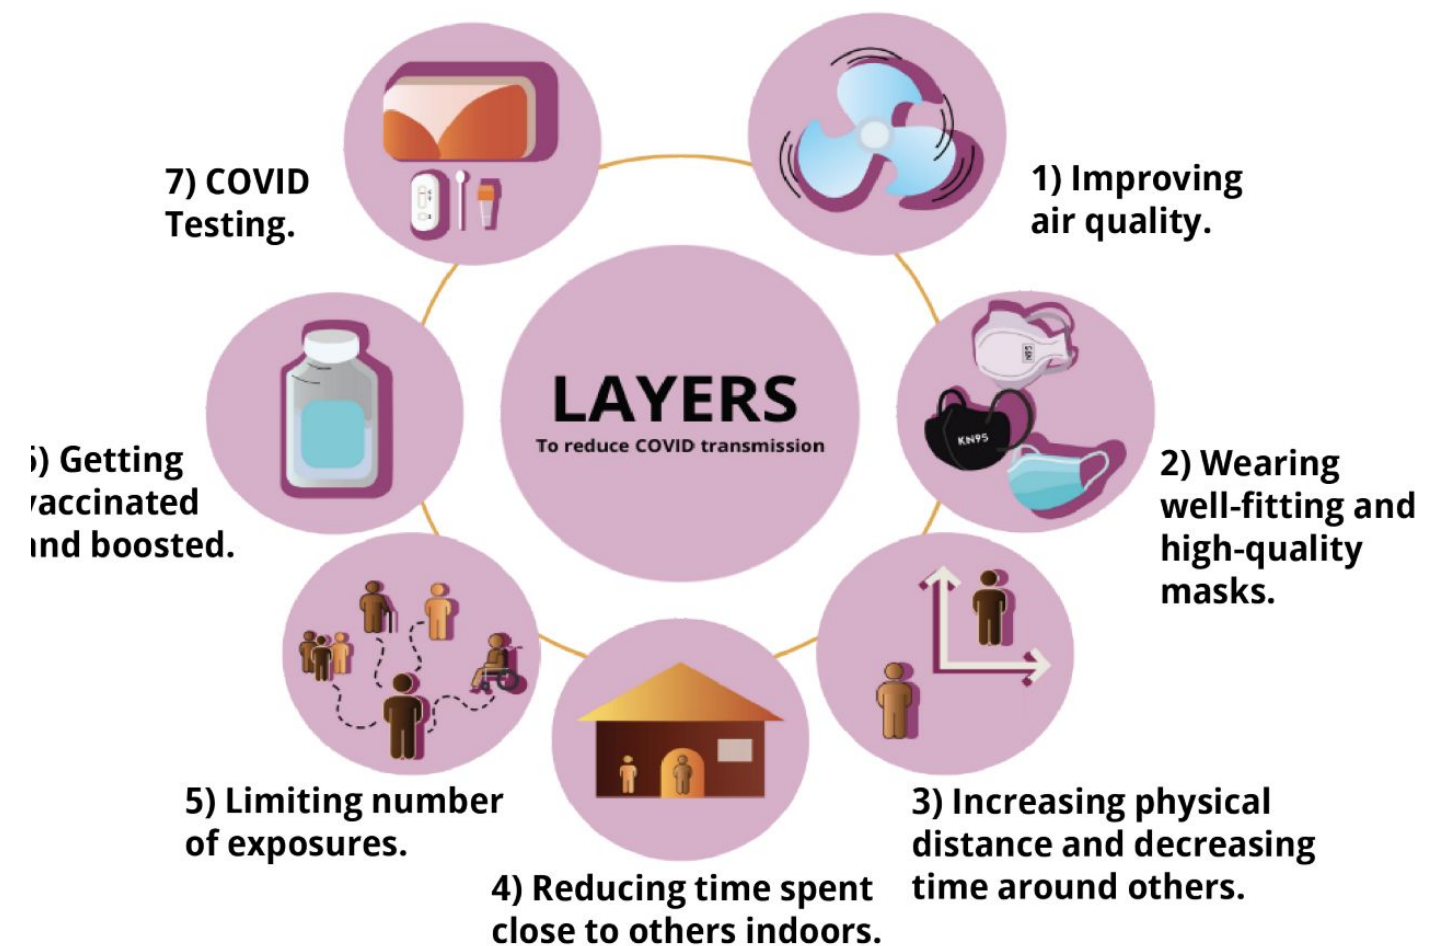 LAYERS
To reduce COVID transmission
1) Improving
air quality.
2) Wearing
well-fitting and
high-quality
masks.
3) Increasing physical
distance and decreasing
time around others.
4) Reducing time spent
close to others indoors.
5) Limiting number
of exposures.
) Getting
accinated
nd boosted.
7) COVID
Testing.
KN95